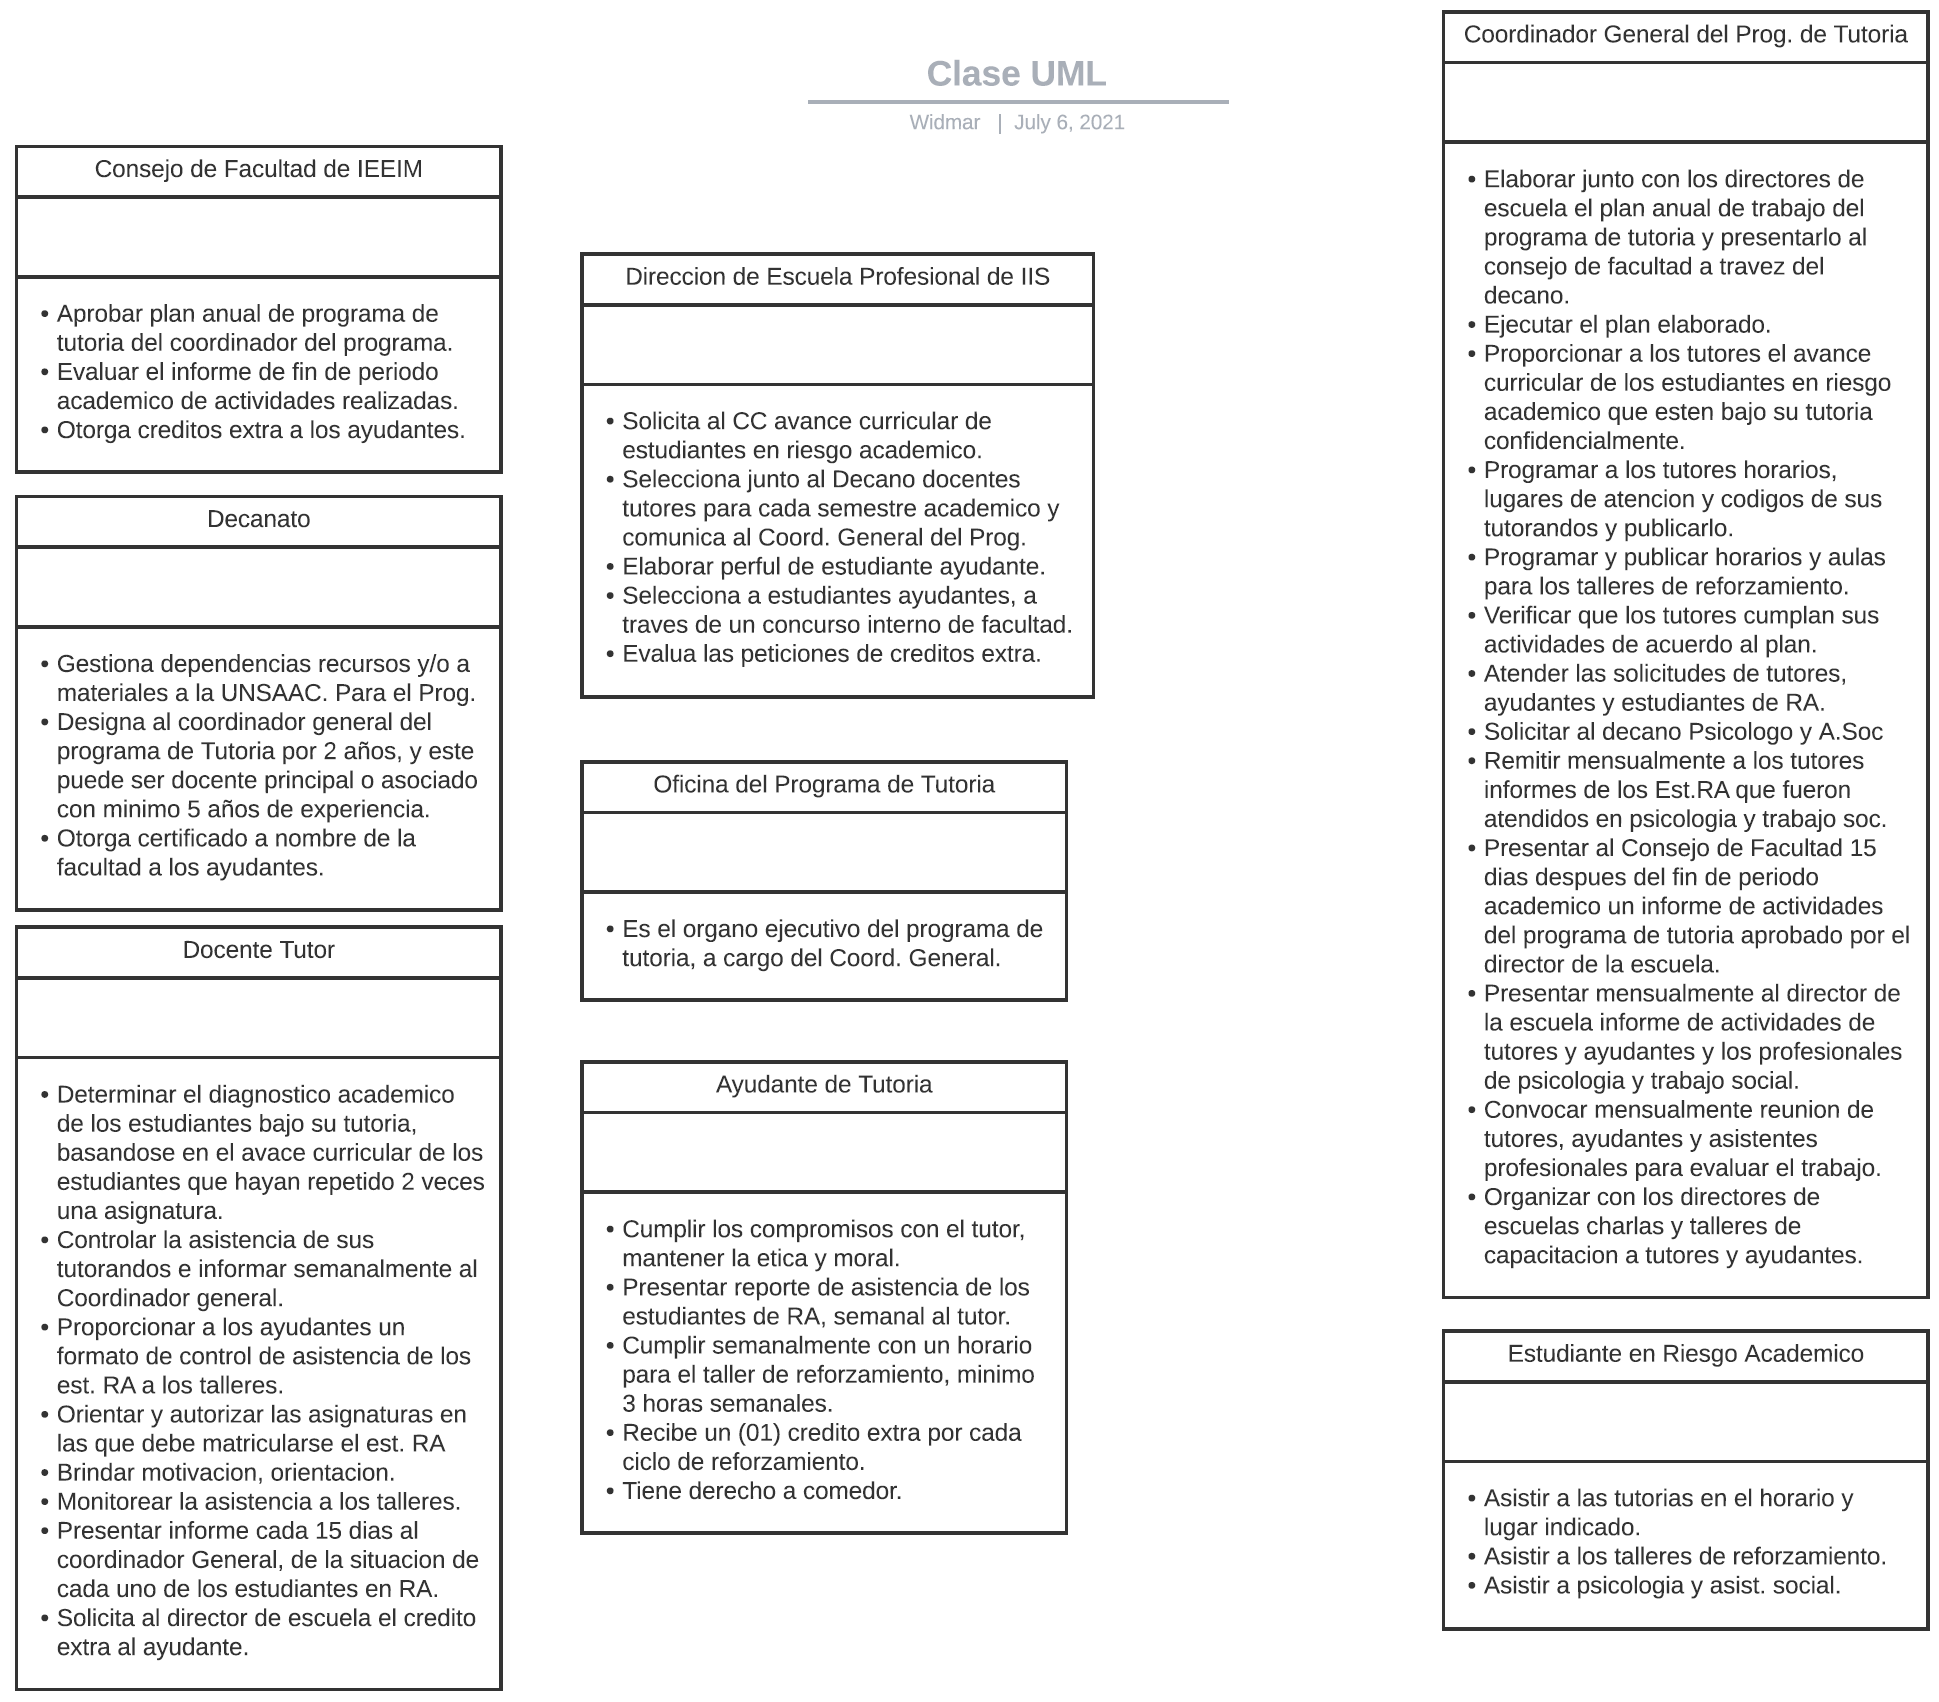 Clase UML
Widmar | July 6, 2021
Consejo de Facultad de IEEIM
• Aprobar plan anual de programa de
tutoria del coordinador del programa.
• Evaluar el informe de fin de periodo
academico de actividades realizadas.
• Otorga creditos extra a los ayudantes.
Decanato
• Gestiona dependencias recursos y/o a
materiales a la UNSAAC. Para el Prog.
• Designa al coordinador general del
programa de Tutoria por 2 años, y este
puede ser docente principal o asociado
con minimo 5 años de experiencia.
• Otorga certificado a nombre de la
facultad a los ayudantes.
Docente Tutor
• Determinar el diagnostico academico
de los estudiantes bajo su tutoria,
basandose en el avace curricular de los
estudiantes que hayan repetido 2 veces
una asignatura.
• Controlar la asistencia de sus
tutorandos e informar semanalmente al
Coordinador general.
• Proporcionar a los ayudantes un
formato de control de asistencia de los
est. RA a los talleres.
• Orientar y autorizar las asignaturas en
las que debe matricularse el est. RA
• Brindar motivacion, orientacion.
• Monitorear la asistencia a los talleres.
• Presentar informe cada 15 dias al
coordinador General, de la situacion de
cada uno de los estudiantes en RA.
• Solicita al director de escuela el credito
extra al ayudante.
Direccion de Escuela Profesional de IIS
• Solicita al CC avance curricular de
estudiantes en riesgo academico.
• Selecciona junto al Decano docentes
tutores para cada semestre academico y
comunica al Coord. General del Prog.
• Elaborar perful de estudiante ayudante.
• Selecciona a estudiantes ayudantes, a
traves de un concurso interno de facultad.
• Evalua las peticiones de creditos extra.
Oficina del Programa de Tutoria
• Es el organo ejecutivo del programa de
tutoria, a cargo del Coord. General.
Ayudante de Tutoria
• Cumplir los compromisos con el tutor,
mantener la etica y moral.
• Presentar reporte de asistencia de los
estudiantes de RA, semanal al tutor.
• Cumplir semanalmente con un horario
para el taller de reforzamiento, minimo
3 horas semanales.
• Recibe un (01) credito extra por cada
ciclo de reforzamiento.
• Tiene derecho a comedor.
Coordinador General del Prog. de Tutoria
• Elaborar junto con los directores de
escuela el plan anual de trabajo del
programa de tutoria y presentarlo al
consejo de facultad a travez del
decano.
• Ejecutar el plan elaborado.
• Proporcionar a los tutores el avance
curricular de los estudiantes en riesgo
academico que esten bajo su tutoria
confidencialmente.
• Programar a los tutores horarios,
lugares de atencion y codigos de sus
tutorandos y publicarlo.
• Programar y publicar horarios y aulas
para los talleres de reforzamiento.
• Verificar que los tutores cumplan sus
actividades de acuerdo al plan.
• Atender las solicitudes de tutores,
ayudantes y estudiantes de RA.
• Solicitar al decano Psicologo y A.Soc
• Remitir mensualmente a los tutores
informes de los Est.RA que fueron
atendidos en psicologia y trabajo soc.
• Presentar al Consejo de Facultad 15
dias despues del fin de periodo
academico un informe de actividades
del programa de tutoria aprobado por el
director de la escuela.
• Presentar mensualmente al director de
la escuela informe de actividades de
tutores y ayudantes y los profesionales
de psicologia y trabajo social.
• Convocar mensualmente reunion de
tutores, ayudantes y asistentes
profesionales para evaluar el trabajo.
• Organizar con los directores de
escuelas charlas y talleres de
capacitacion a tutores y ayudantes.
Estudiante en Riesgo Academico
• Asistir a las tutorias en el horario y
lugar indicado.
• Asistir a los talleres de reforzamiento.
• Asistir a psicologia y asist. social.